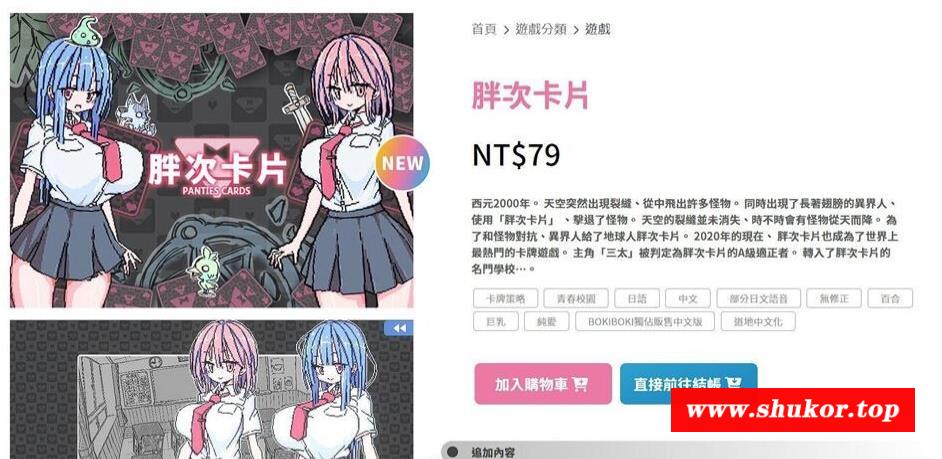 首頁 > 遊戲分類 > 遊戲
胖次卡片
PANTIES CARDS
NEW
胖次卡片
NT$79
西元2000年。 天空突然出現裂縫、從中飛出許多怪物。 同時出現了長著翅膀的異界人、
使用「胖次卡片」 、擊退了怪物。 天空的裂縫並未消失、時不時會有怪物從天而降。 為
了和怪物對抗、異界人給了地球人胖次卡片。 2020年的現在、 胖次卡片也成為了世界上
最熱門的卡牌遊戲。 主角「三太」被判定為胖次卡片的A級適正者。 轉入了胖次卡片的
名門學校…。
卡牌策略 青春校園 日語 中文 部分日文語音 無修正 百合
巨乳 純愛 BOKIBOKI獨佔販售中文版 道地中文化
加入購物車 直接前往結帳
www.shukor.top
追加內容